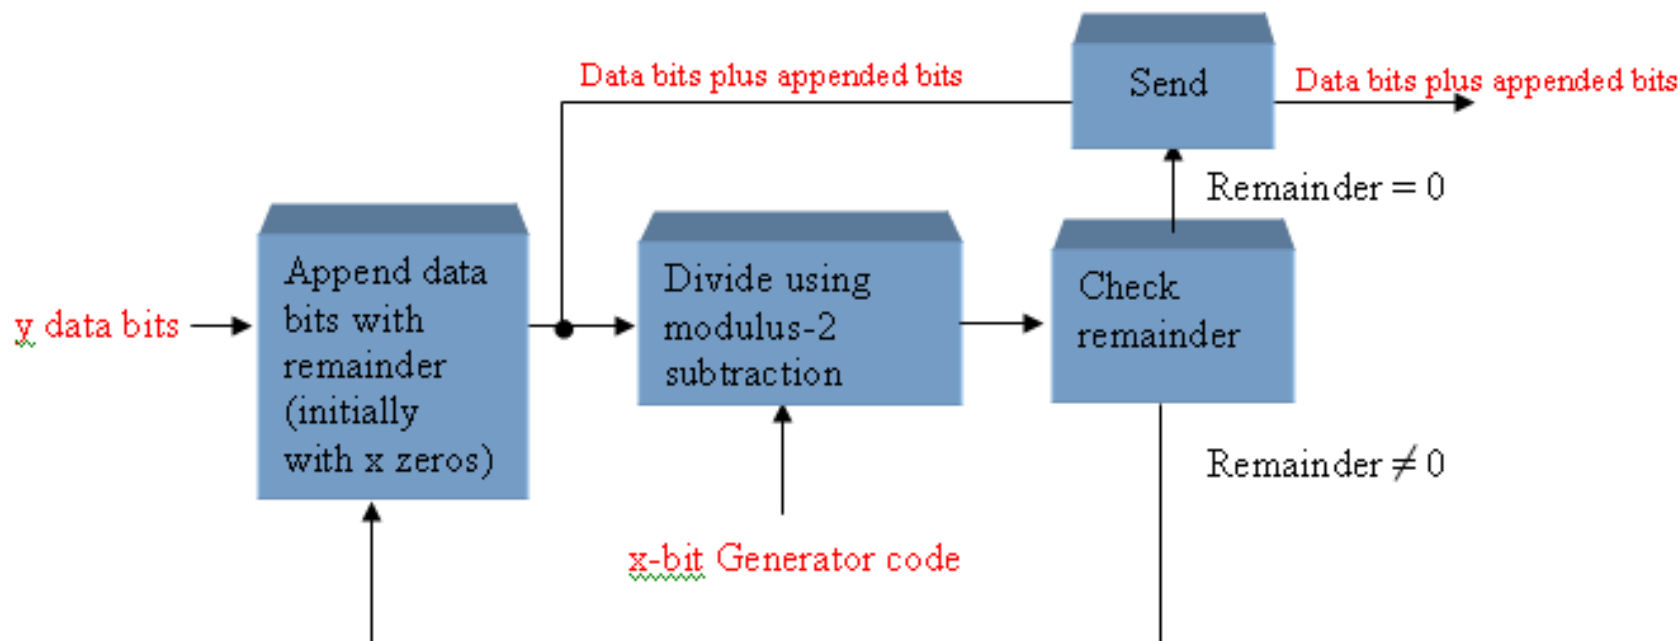 Data bits plus appended bits
Send
Data bits plus appended bits
Remainder = 0
y data bits
Append data
bits with
remainder
(initially
with x zeros)
Divide using
modulus-2
subtraction
Check
remainder
Remainder ≠ 0
x-bit Generator code